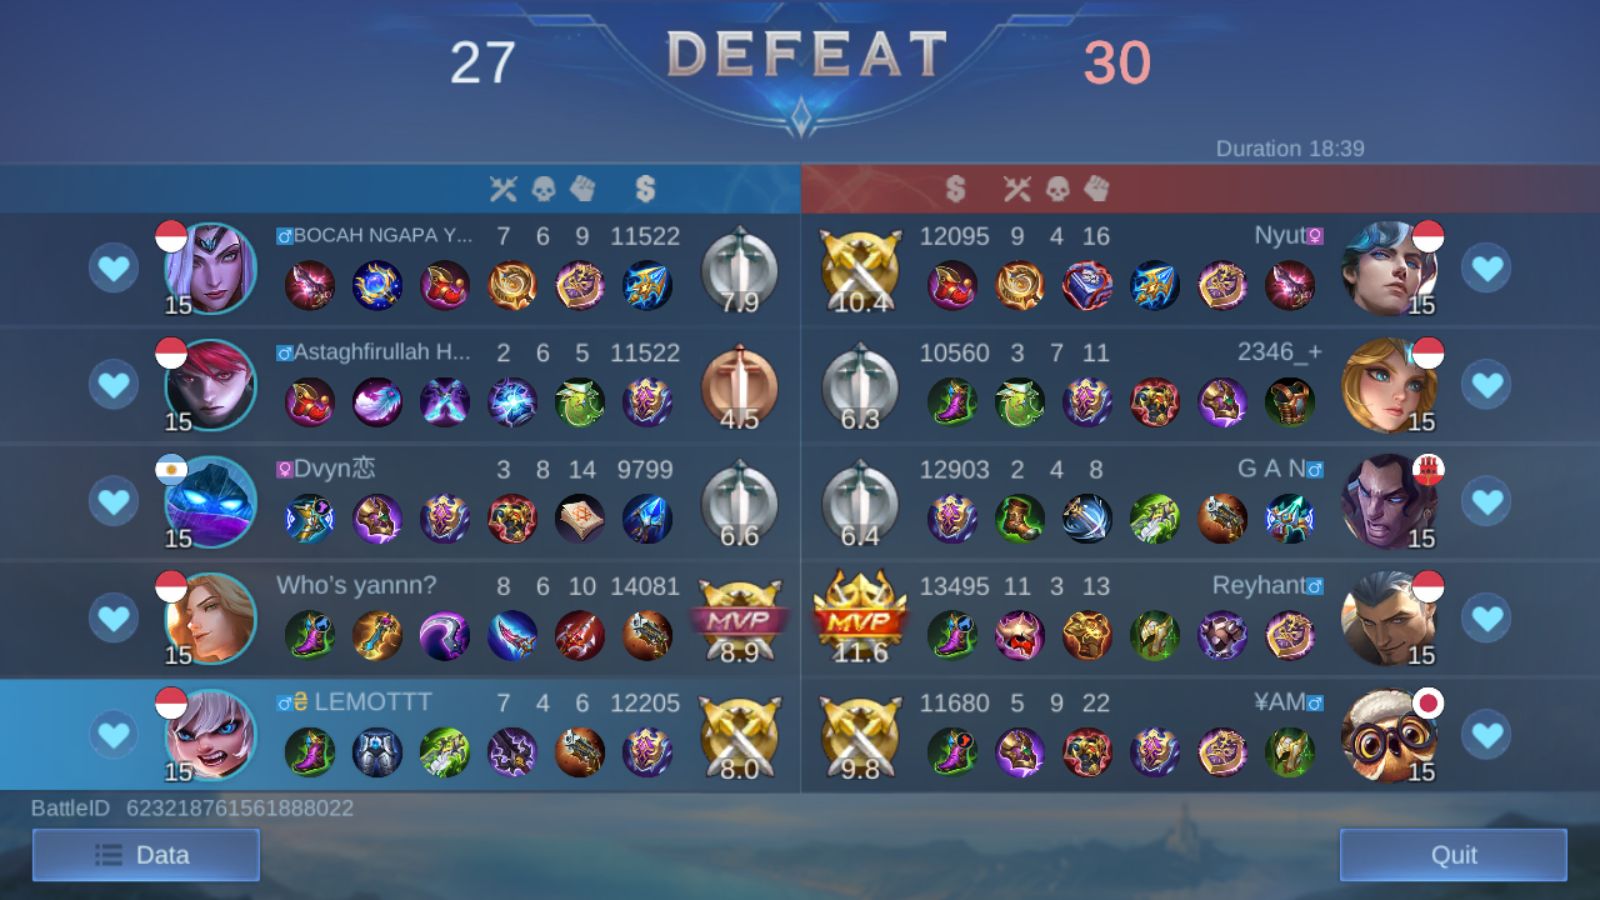 27 DEFEAT 30
Duration 18:39
BOCAH NGAPA Y... 7 6 9 11522 7.9 15
10.4 12095 9 4 16 Nyut 15
Astaghfirullah H... 2 6 5 11522 4.5 15
6.3 10560 3 7 11 2346_+ 15
Dvyn恋 3 8 14 9799 6.6 15
6.4 12903 2 4 8 G A N 15
Who's yannn? 8 6 10 14081 MVP 8.9 15
MVP 11.6 13495 11 3 13 Reyhant 15
₴ LEMOTTT 7 4 6 12205 8.0 15
9.8 11680 5 9 22 ¥AM 15
BattleID 623218761561888022
Data
Quit